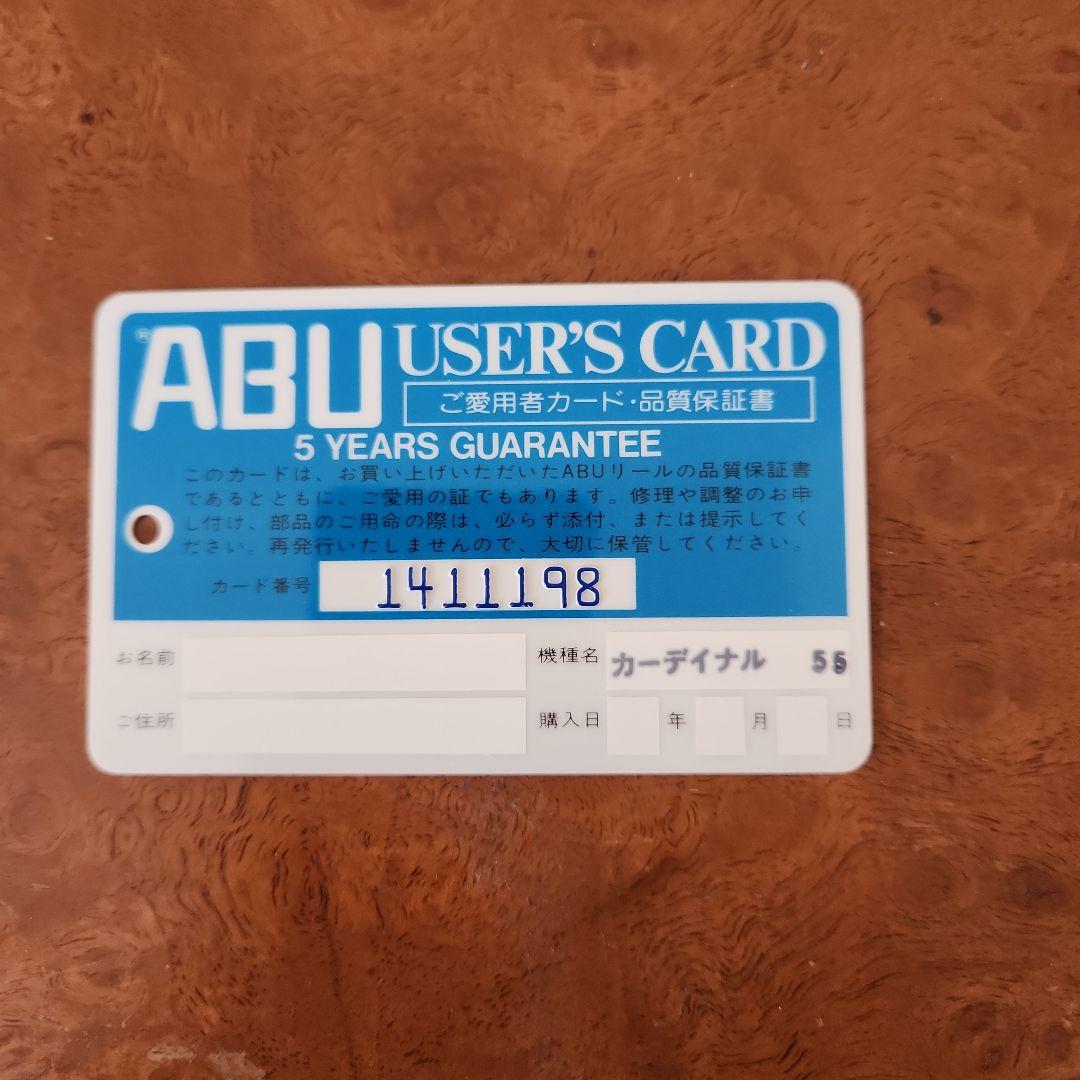 ® ABU USER'S CARD
ご愛用者カード・品質保証書
5 YEARS GUARANTEE
このカードは、お買い上げいただいたABUリールの品質保証書
であるとともに、ご愛用の証でもあります。修理や調整のお申
し付け、部品のご用命の際は、必らず添付、または提示してく
ださい。再発行いたしませんので、大切に保管してください。
カード番号 1411198
お名前 機種名 カーデイナル 55
ご住所 購入日 年 月 日